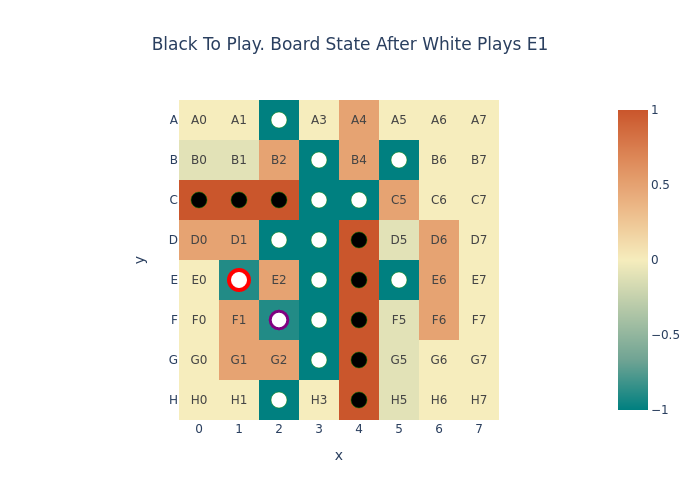 Black To Play. Board State After White Plays E1
A A0 A1 A3 A4 A5 A6 A7
B B0 B1 B2 B4 B6 B7
C C5 C6 C7
D D0 D1 D5 D6 D7
E E0 E2 E6 E7
F F0 F1 F5 F6 F7
G G0 G1 G2 G5 G6 G7
H H0 H1 H3 H5 H6 H7
0 1 2 3 4 5 6 7
x
y
1
0.5
0
−0.5
−1